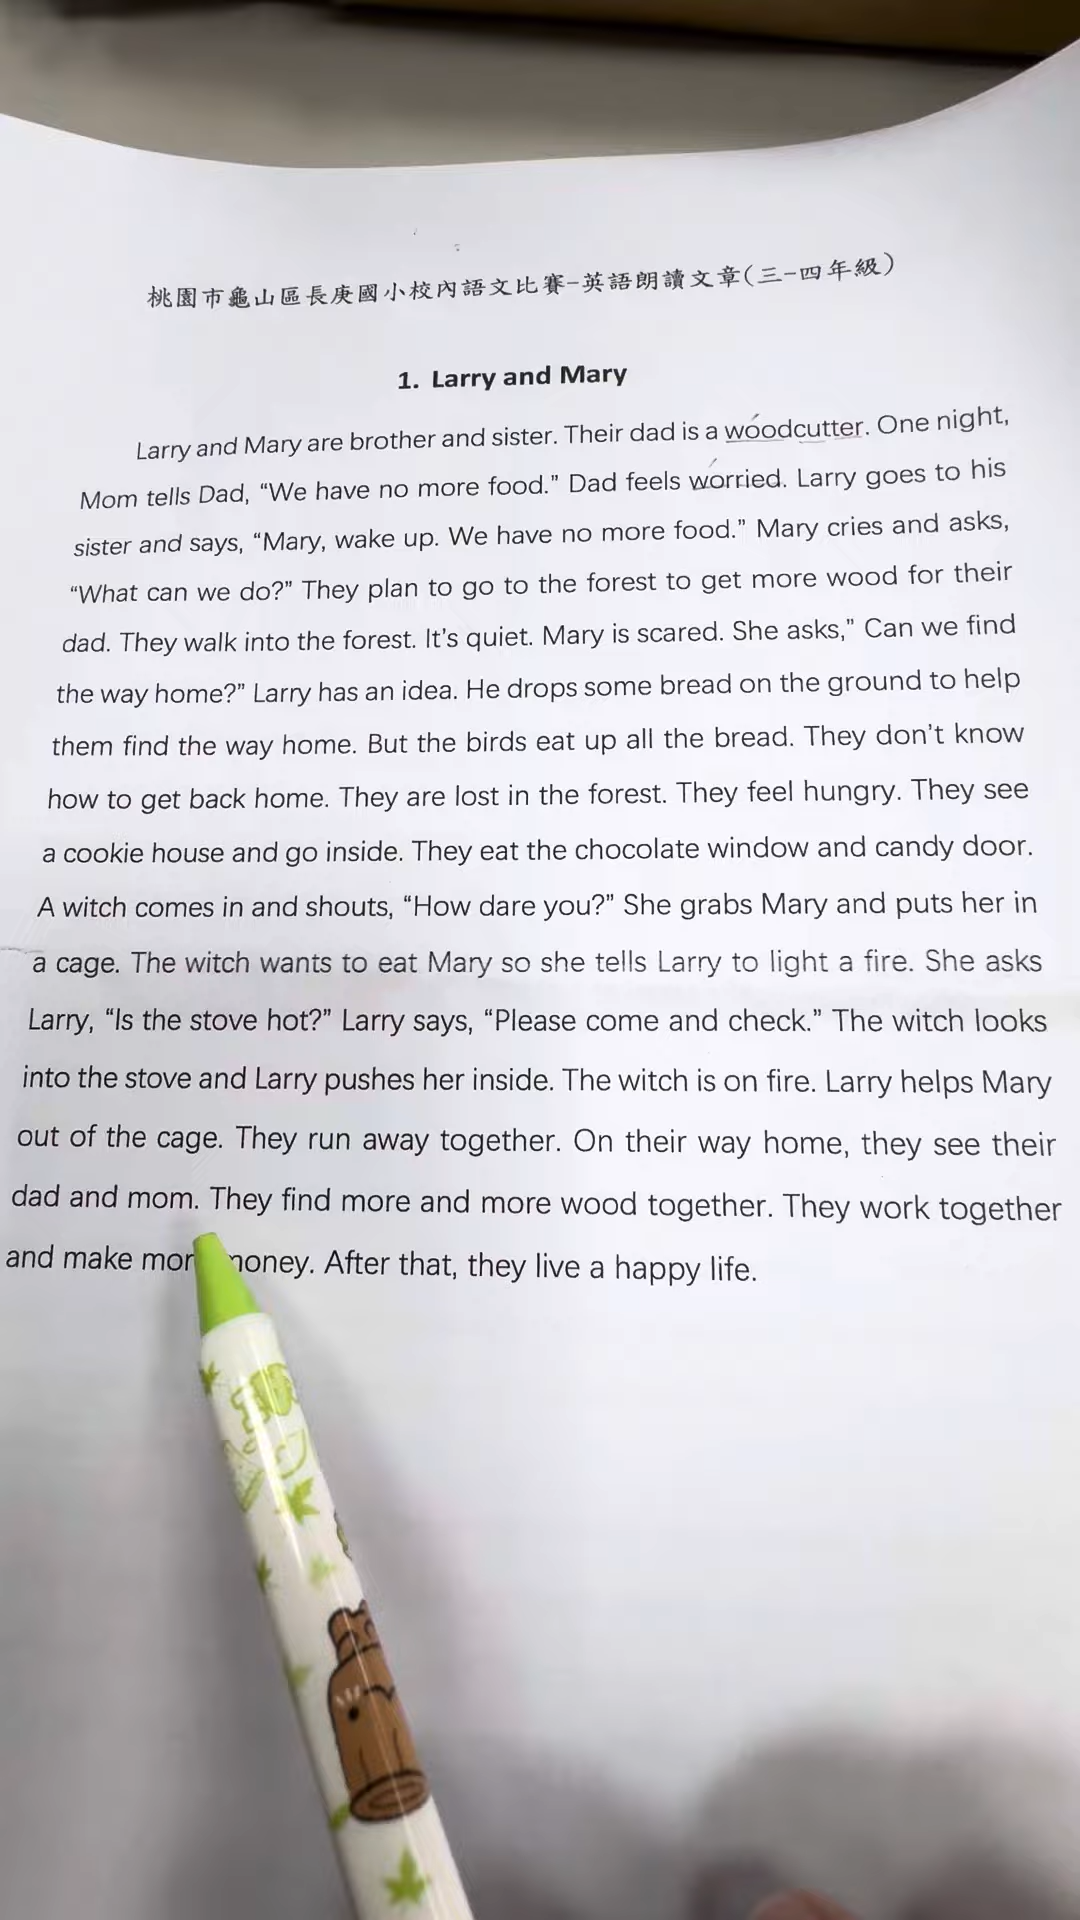 桃園市龜山區長庚國小校內語文比賽-英語朗讀文章(三-四年級)
1. Larry and Mary
Larry and Mary are brother and sister. Their dad is a woodcutter. One night,
Mom tells Dad, “We have no more food.” Dad feels worried. Larry goes to his
sister and says, “Mary, wake up. We have no more food.” Mary cries and asks,
“What can we do?” They plan to go to the forest to get more wood for their
dad. They walk into the forest. It’s quiet. Mary is scared. She asks,” Can we find
the way home?” Larry has an idea. He drops some bread on the ground to help
them find the way home. But the birds eat up all the bread. They don’t know
how to get back home. They are lost in the forest. They feel hungry. They see
a cookie house and go inside. They eat the chocolate window and candy door.
A witch comes in and shouts, “How dare you?” She grabs Mary and puts her in
a cage. The witch wants to eat Mary so she tells Larry to light a fire. She asks
Larry, “Is the stove hot?” Larry says, “Please come and check.” The witch looks
into the stove and Larry pushes her inside. The witch is on fire. Larry helps Mary
out of the cage. They run away together. On their way home, they see their
dad and mom. They find more and more wood together. They work together
and make money. After that, they live a happy life.